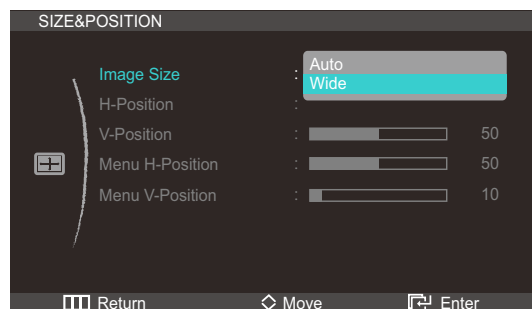 SIZE&POSITION
Image Size : Auto
Wide
H-Position :
V-Position : 50
Menu H-Position : 50
Menu V-Position : 10
Return Move Enter